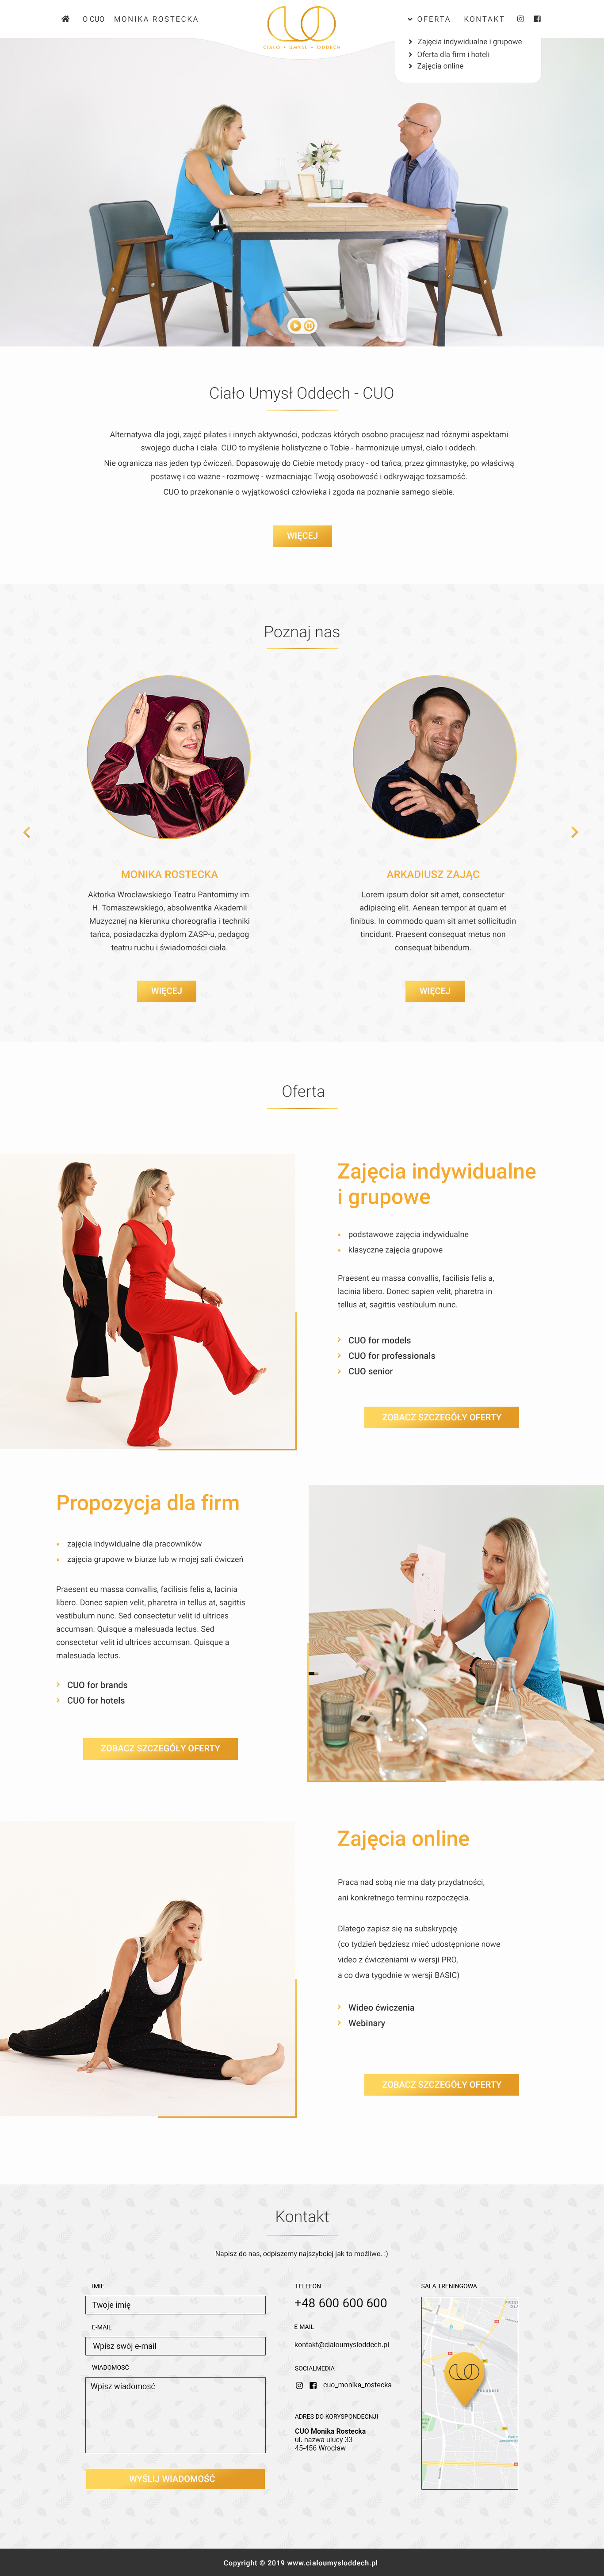 O CUO MONIKA ROSTECKA
CUO
CIAŁO • UMYSŁ • ODDECH
OFERTA KONTAKT
Zajęcia indywidualne i grupowe
Oferta dla firm i hoteli
Zajęcia online
Ciało Umysł Oddech - CUO
Alternatywa dla jogi, zajęć pilates i innych aktywności, podczas których osobno pracujesz nad różnymi aspektami
swojego ducha i ciała. CUO to myślenie holistyczne o Tobie - harmonizuje umysł, ciało i oddech.
Nie ogranicza nas jeden typ ćwiczeń. Dopasowuję do Ciebie metody pracy - od tańca, przez gimnastykę, po właściwą
postawę i co ważne - rozmowę - wzmacniając Twoją osobowość i odkrywając tożsamość.
CUO to przekonanie o wyjątkowości człowieka i zgoda na poznanie samego siebie.
WIĘCEJ
Poznaj nas
MONIKA ROSTECKA
Aktorka Wrocławskiego Teatru Pantomimy im.
H. Tomaszewskiego, absolwentka Akademii
Muzycznej na kierunku choreografia i techniki
tańca, posiadaczka dyplom ZASP-u, pedagog
teatru ruchu i świadomości ciała.
WIĘCEJ
ARKADIUSZ ZAJĄC
Lorem ipsum dolor sit amet, consectetur
adipiscing elit. Aenean tempor at quam et
finibus. In commodo quam sit amet sollicitudin
tincidunt. Praesent consequat metus non
consequat bibendum.
WIĘCEJ
Oferta
Zajęcia indywidualne
i grupowe
podstawowe zajęcia indywidualne
klasyczne zajęcia grupowe
Praesent eu massa convallis, facilisis felis a,
lacinia libero. Donec sapien velit, pharetra in
tellus at, sagittis vestibulum nunc.
CUO for models
CUO for professionals
CUO senior
ZOBACZ SZCZEGÓŁY OFERTY
Propozycja dla firm
zajęcia indywidualne dla pracowników
zajęcia grupowe w biurze lub w mojej sali ćwiczeń
Praesent eu massa convallis, facilisis felis a, lacinia
libero. Donec sapien velit, pharetra in tellus at, sagittis
vestibulum nunc. Sed consectetur velit id ultrices
accumsan. Quisque a malesuada lectus. Sed
consectetur velit id ultrices accumsan. Quisque a
malesuada lectus.
CUO for brands
CUO for hotels
ZOBACZ SZCZEGÓŁY OFERTY
Zajęcia online
Praca nad sobą nie ma daty przydatności,
ani konkretnego terminu rozpoczęcia.
Dlatego zapisz się na subskrypcję
(co tydzień będziesz mieć udostępnione nowe
video z ćwiczeniami w wersji PRO,
a co dwa tygodnie w wersji BASIC)
Wideo ćwiczenia
Webinary
ZOBACZ SZCZEGÓŁY OFERTY
Kontakt
Napisz do nas, odpiszemy najszybciej jak to możliwe. :)
IMIE
Twoje imię
E-MAIL
Wpisz swój e-mail
WIADOMOŚĆ
Wpisz wiadomosć
WYŚLIJ WIADOMOŚĆ
TELEFON
+48 600 600 600
E-MAIL
kontakt@cialoumysloddech.pl
SOCIALMEDIA
cuo_monika_rostecka
ADRES DO KORYSPONDECNJI
CUO Monika Rostecka
ul. nazwa ulucy 33
45-456 Wrocław
SALA TRENINGOWA
CUO
Copyright © 2019 www.cialoumysloddech.pl